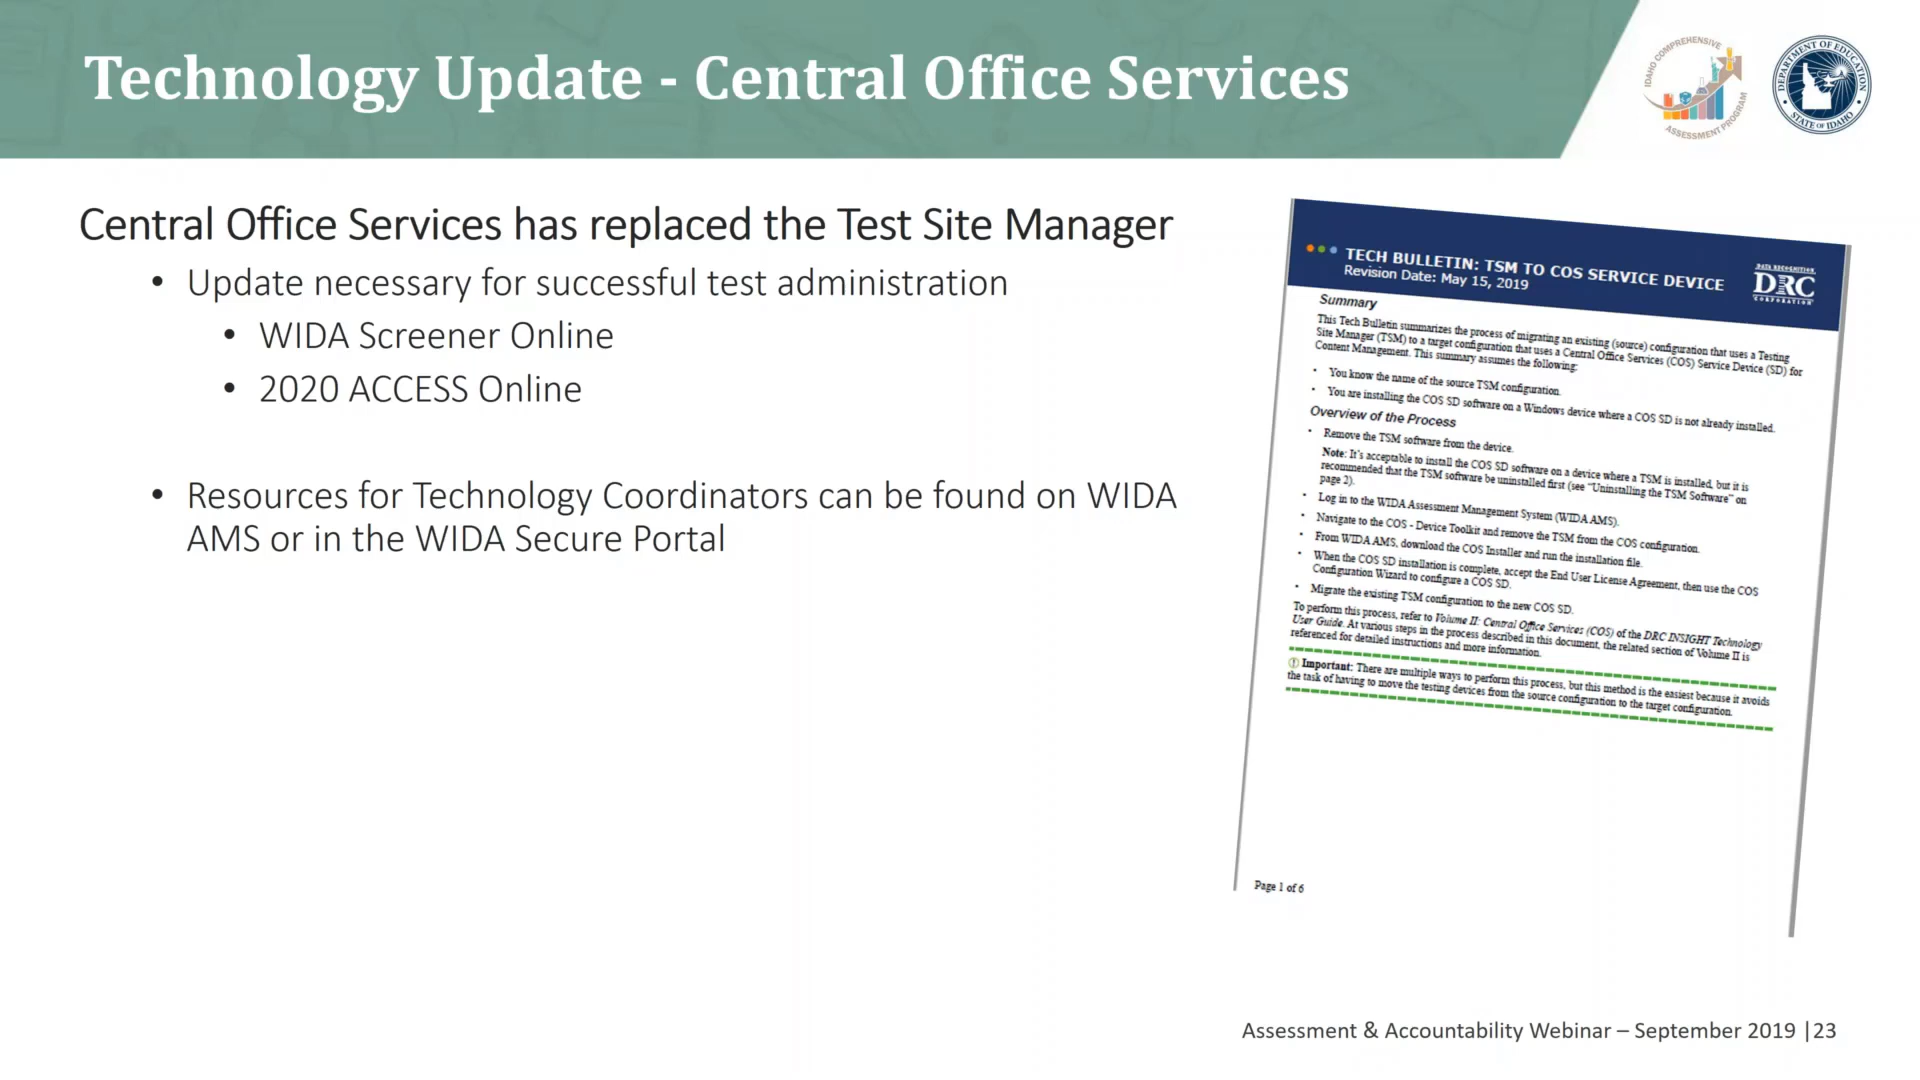 Technology Update - Central Office Services
IDAHO COMPREHENSIVE
ASSESSMENT PROGRAM
DEPARTMENT OF EDUCATION
STATE OF IDAHO
Central Office Services has replaced the Test Site Manager
• Update necessary for successful test administration
• WIDA Screener Online
• 2020 ACCESS Online
• Resources for Technology Coordinators can be found on WIDA
AMS or in the WIDA Secure Portal
TECH BULLETIN: TSM TO COS SERVICE DEVICE
Revision Date: May 15, 2019
DATA RECOGNITION
DRC
CORPORATION
Summary
This Tech Bulletin summarizes the process of migrating an existing (source) configuration that uses a Testing
Site Manager (TSM) to a target configuration that uses a Central Office Services (COS) Service Device (SD) for
Content Management. This summary assumes the following:
• You know the name of the source TSM configuration.
• You are installing the COS SD software on a Windows device where a COS SD is not already installed.
Overview of the Process
• Remove the TSM software from the device.
Note: It's acceptable to install the COS SD software on a device where a TSM is installed, but it is
recommended that the TSM software be uninstalled first (see "Uninstalling the TSM Software" on
page 2).
• Log in to the WIDA Assessment Management System (WIDA AMS).
• Navigate to the COS - Device Toolkit and remove the TSM from the COS configuration.
• From WIDA AMS, download the COS Installer and run the installation file.
• When the COS SD installation is complete, accept the End User License Agreement, then use the COS
Configuration Wizard to configure a COS SD.
• Migrate the existing TSM configuration to the new COS SD.
To perform this process, refer to Volume II: Central Office Services (COS) of the DRC INSIGHT Technology
User Guide. At various steps in the process described in this document, the related section of Volume II is
referenced for detailed instructions and more information.
Important: There are multiple ways to perform this process, but this method is the easiest because it avoids
the task of having to move the testing devices from the source configuration to the target configuration.
Page 1 of 6
Assessment & Accountability Webinar – September 2019 |23